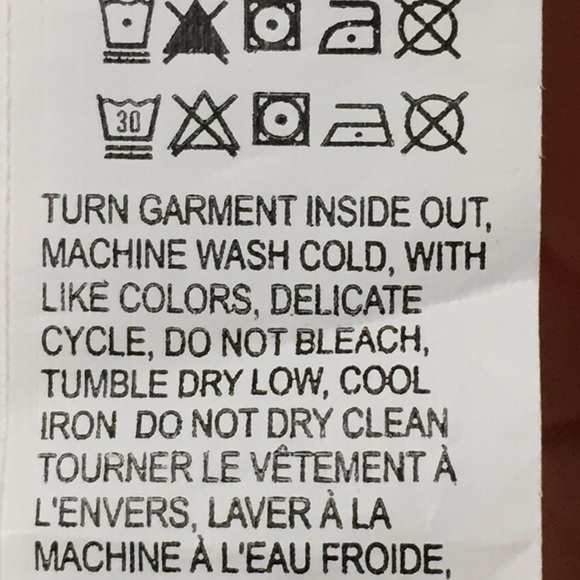 30
TURN GARMENT INSIDE OUT,
MACHINE WASH COLD, WITH
LIKE COLORS, DELICATE
CYCLE, DO NOT BLEACH,
TUMBLE DRY LOW, COOL
IRON DO NOT DRY CLEAN
TOURNER LE VÊTEMENT À
L'ENVERS, LAVER À LA
MACHINE À L'EAU FROIDE,